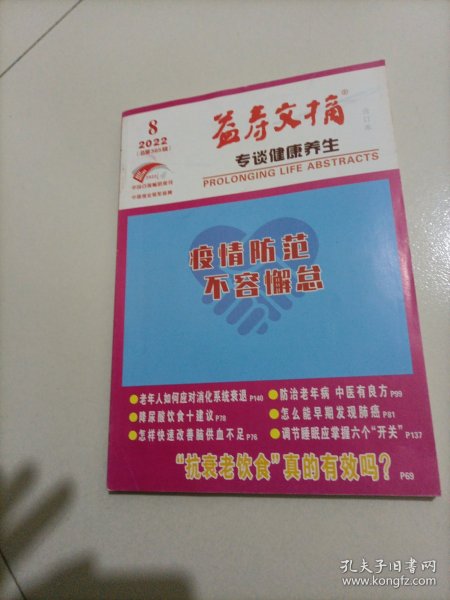 8
2022
益寿文摘®
合订本
专谈健康养生
PROLONGING LIFE ABSTRACTS
疫情防范
不容懈怠
老年人如何应对消化系统衰退 P140
降尿酸饮食十建议 P78
怎样快速改善脑供血不足 P76
防治老年病 中医有良方 P99
怎么能早期发现肺癌 P81
调节睡眠应掌握六个“开关” P137
“抗衰老饮食”真的有效吗？ P69
孔夫子旧书网
www.kongfz.com